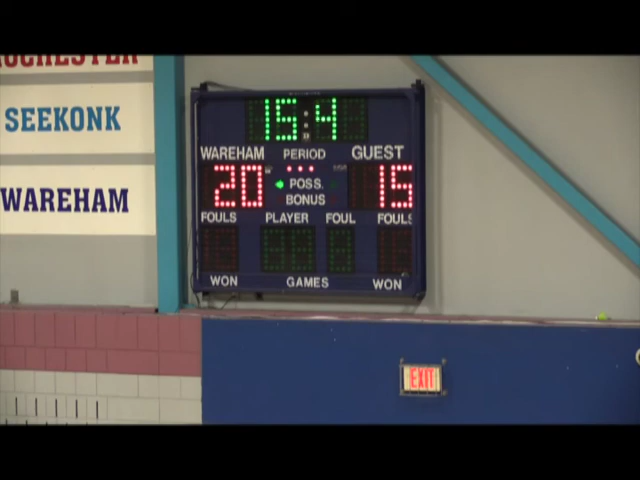 SEEKONK
WAREHAM
15:4
WAREHAM PERIOD GUEST
20 POSS. 15
BONUS
FOULS PLAYER FOUL FOULS
WON GAMES WON
EXIT